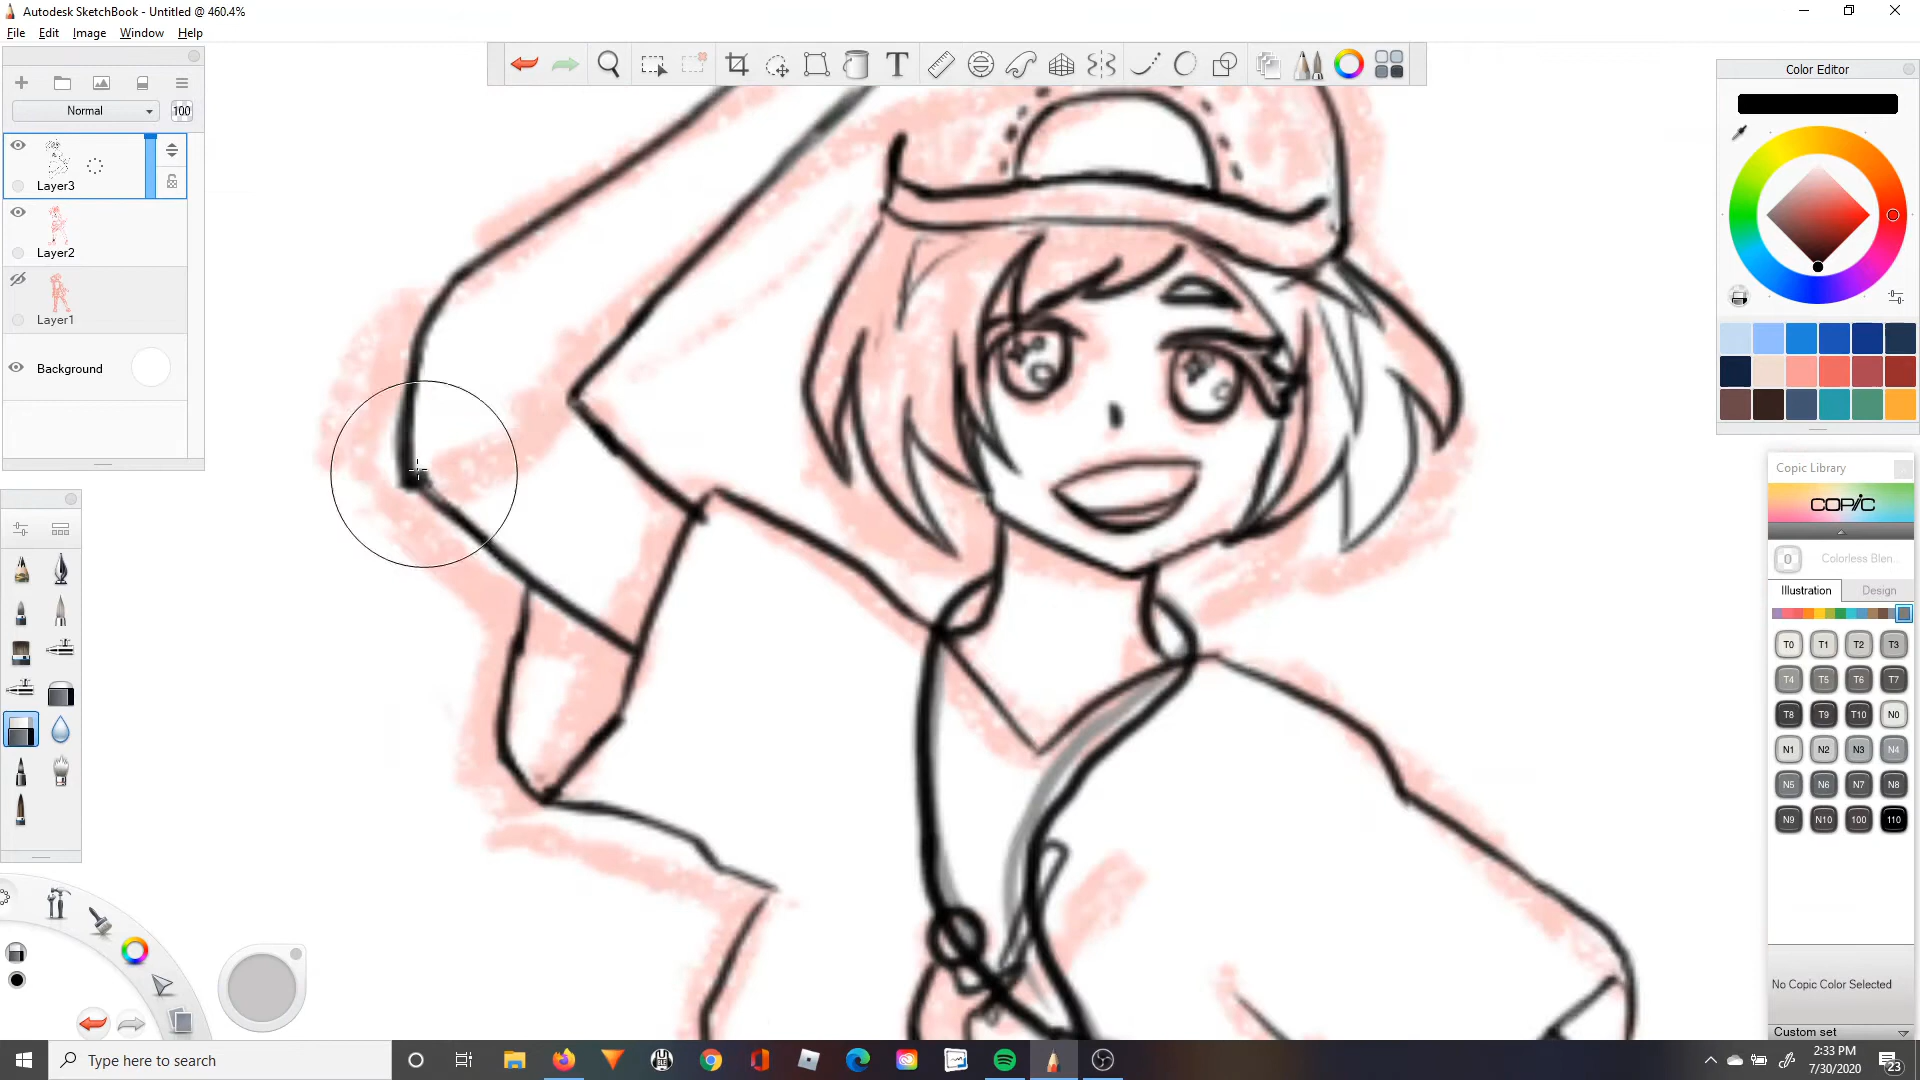 Autodesk SketchBook - Untitled @ 460.4%
File Edit Image Window Help
Normal 100
Layer3
Layer2
Layer1
Background
T
Color Editor
Copic Library
COPIC
0 Colorless Blen...
Illustration Design
T0 T1 T2 T3
T4 T5 T6 T7
T8 T9 T10 N0
N1 N2 N3 N4
N5 N6 N7 N8
N9 N10 100 110
No Copic Color Selected
Custom set
Type here to search
2:33 PM
7/30/2020
23